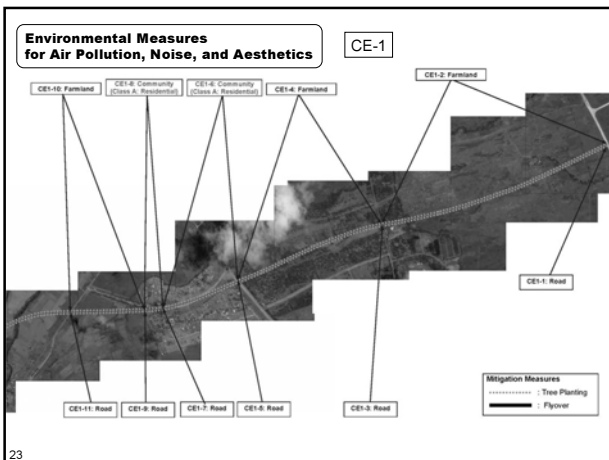 Environmental Measures
for Air Pollution, Noise, and Aesthetics
CE-1
CE1-10: Farmland
CE1-8: Community
(Class A: Residential)
CE1-6: Community
(Class A: Residential)
CE1-4: Farmland
CE1-2: Farmland
CE1-1: Road
CE1-11: Road
CE1-9: Road
CE1-7: Road
CE1-5: Road
CE1-3: Road
Mitigation Measures
: Tree Planting
: Flyover
23